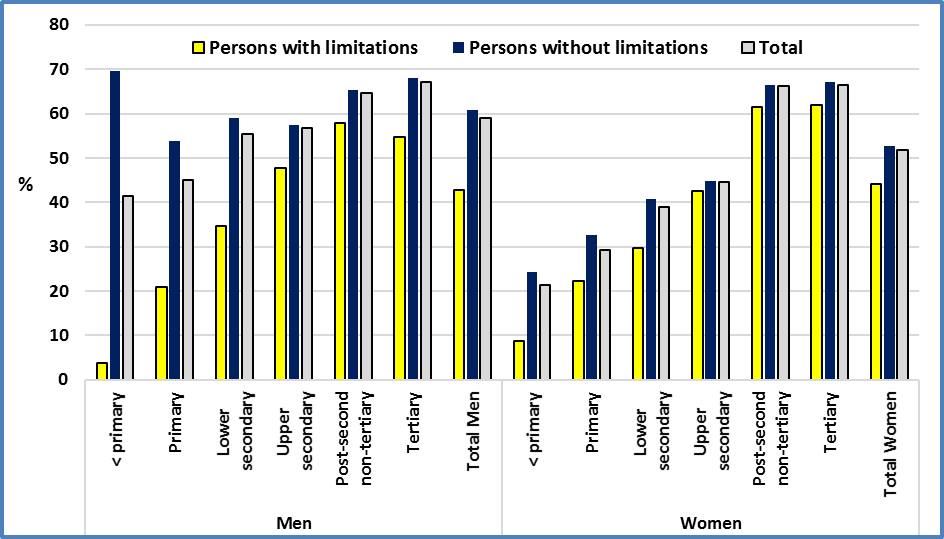 80
Persons with limitations
Persons without limitations
Total
70
60
50
%
40
30
20
10
0
< primary
Primary
Lower
secondary
Upper
secondary
Post-second
non-tertiary
Tertiary
Total Men
< primary
Primary
Lower
secondary
Upper
secondary
Post-second
non-tertiary
Tertiary
Total Women
Men
Women